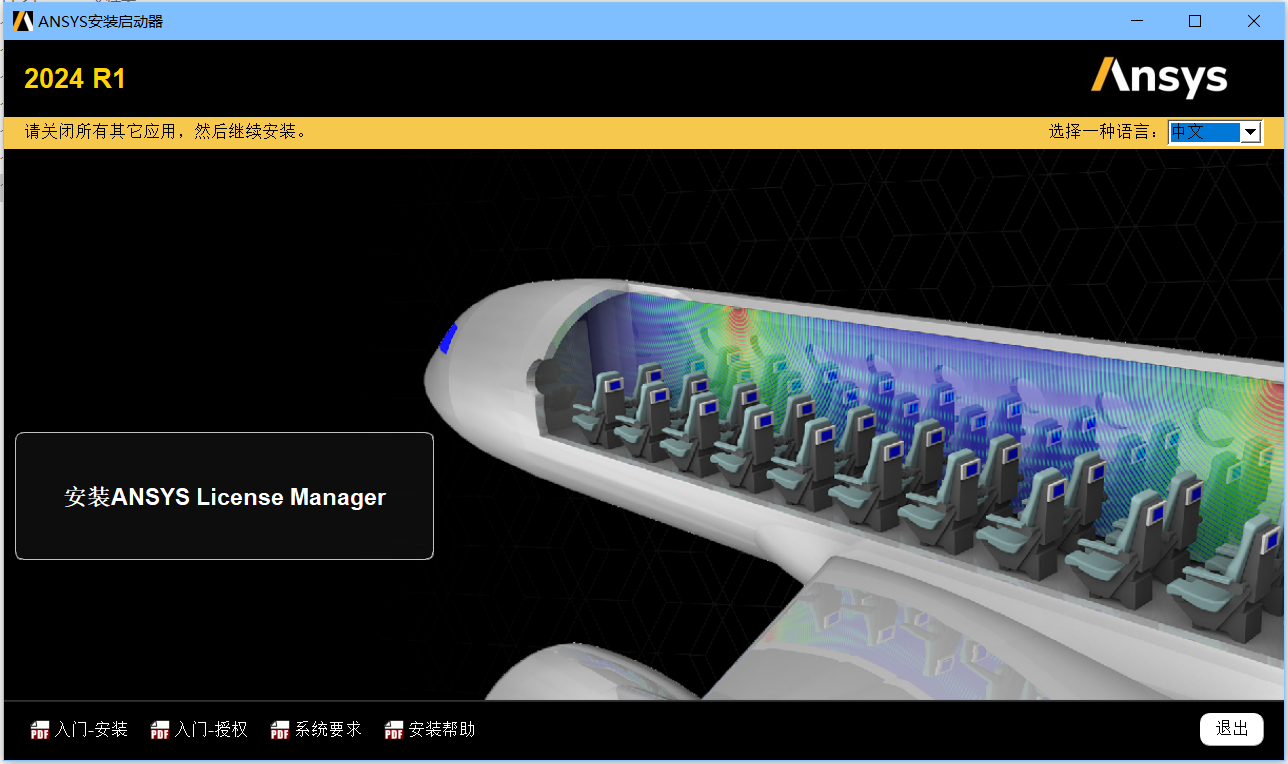 ANSYS安装启动器
2024 R1
Ansys
请关闭所有其它应用，然后继续安装。
选择一种语言：
中文
安装ANSYS License Manager
PDF 入门-安装
PDF 入门-授权
PDF 系统要求
PDF 安装帮助
退出